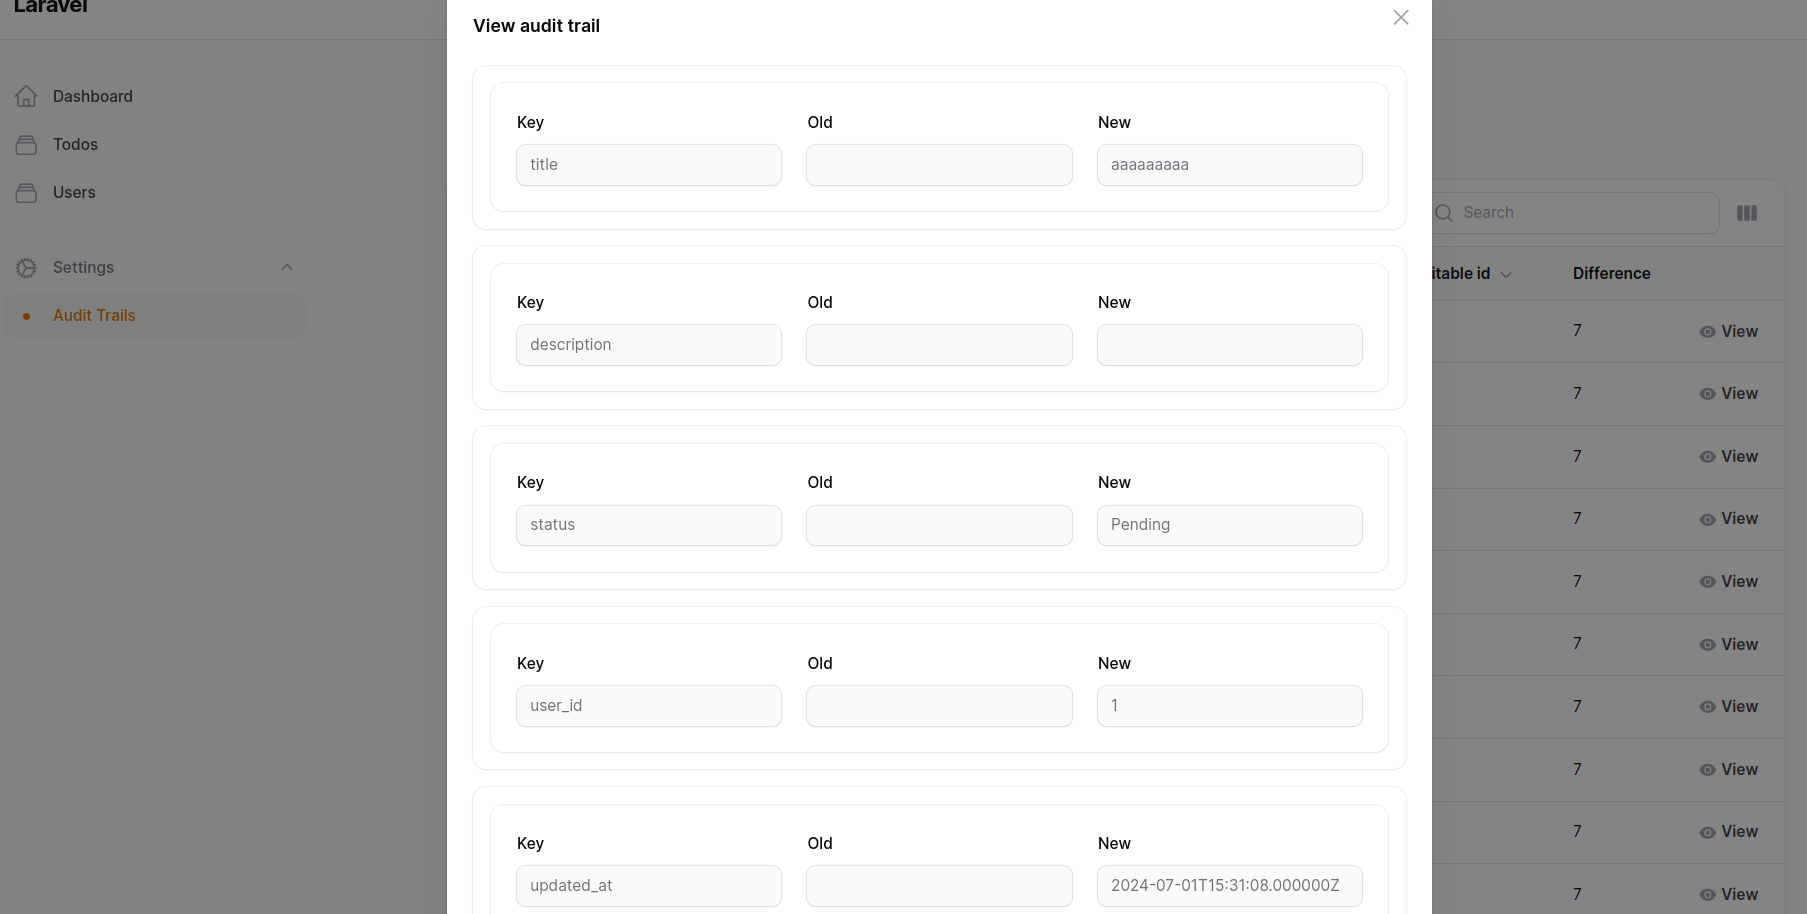 Laravel
Dashboard
Todos
Users
Settings
Audit Trails
View audit trail
Key Old New
title aaaaaaaaa
Key Old New
description
Key Old New
status Pending
Key Old New
user_id 1
Key Old New
updated_at 2024-07-01T15:31:08.000000Z
Search
itable id Difference
7 View
7 View
7 View
7 View
7 View
7 View
7 View
7 View
7 View
7 View